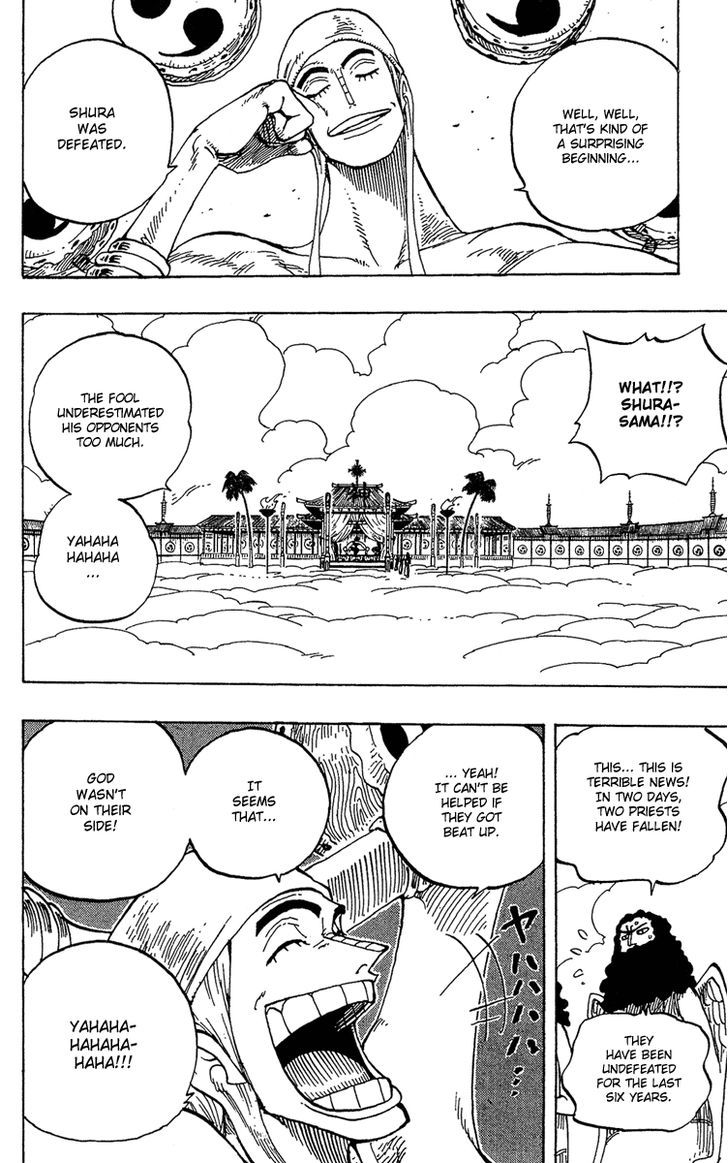 WELL, WELL,
THAT'S KIND OF
A SURPRISING
BEGINNING...
SHURA
WAS
DEFEATED.
WHAT!!?
SHURA-
SAMA!!?
THE FOOL
UNDERESTIMATED
HIS OPPONENTS
TOO MUCH.
YAHAHA
HAHAHA
...
THIS... THIS IS
TERRIBLE NEWS!
IN TWO DAYS,
TWO PRIESTS
HAVE FALLEN!
THEY
HAVE BEEN
UNDEFEATED
FOR THE LAST
SIX YEARS.
... YEAH!
IT CAN'T BE
HELPED IF
THEY GOT
BEAT UP.
IT
SEEMS
THAT...
GOD
WASN'T
ON THEIR
SIDE!
ヤハハハハ…
YAHAHA-
HAHAHA-
HAHA!!!